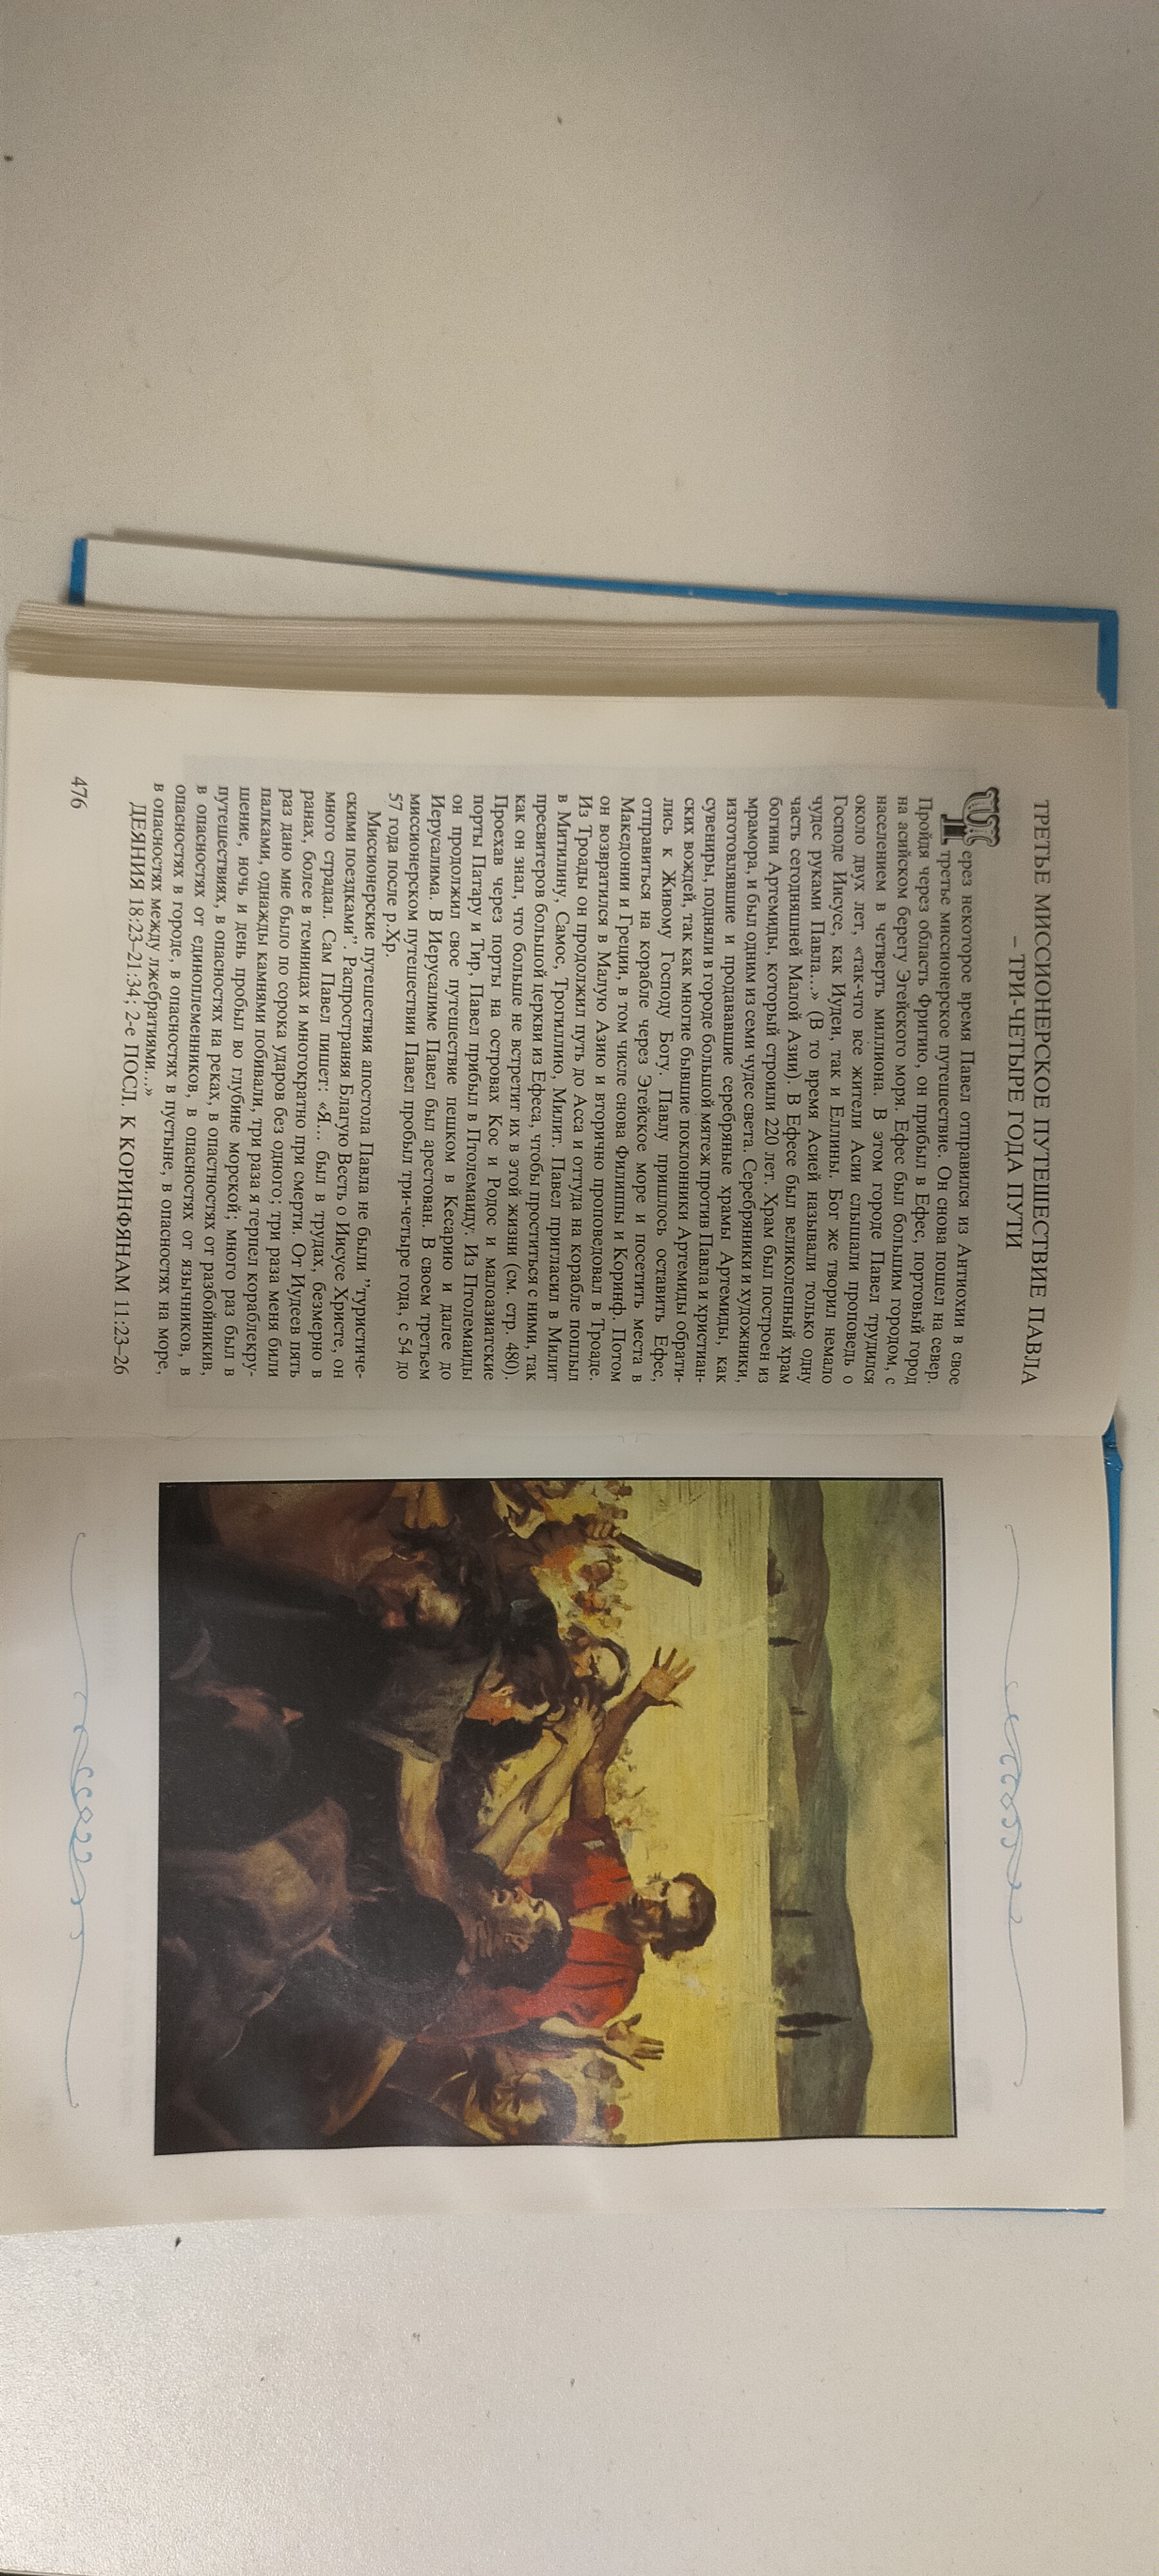 ТРЕТЬЕ МИССИОНЕРСКОЕ ПУТЕШЕСТВИЕ ПАВЛА
– ТРИ-ЧЕТЫРЕ ГОДА ПУТИ
Через некоторое время Павел отправился из Антиохии в свое
третье миссионерское путешествие. Он снова пошел на север.
Пройдя через область Фригию, он прибыл в Ефес, портовый город
на асийском берегу Эгейского моря. Ефес был большим городом, с
населением в четверть миллиона. В этом городе Павел трудился
около двух лет, «так-что все жители Асии слышали проповедь о
Господе Иисусе, как Иудеи, так и Еллины. Бог же творил немало
чудес руками Павла...» (В то время Асией называли только одну
часть сегодняшней Малой Азии). В Ефесе был великолепный храм
богини Артемиды, который строили 220 лет. Храм был построен из
мрамора, и был одним из семи чудес света. Серебряники и художники,
изготовлявшие и продававшие серебряные храмы Артемиды, как
сувениры, подняли в городе большой мятеж против Павла и христиан-
ских вождей, так как многие бывшие поклонники Артемиды обрати-
лись к Живому Господу Богу. Павлу пришлось оставить Ефес,
отправиться на корабле через Эгейское море и посетить места в
Македонии и Греции, в том числе снова Филиппы и Коринф. Потом
он возвратился в Малую Азию и вторично проповедовал в Троаде.
Из Троады он продолжил путь до Асса и оттуда на корабле поплыл
в Митилину, Самос, Трогиллию, Милит. Павел пригласил в Милит
пресвитеров большой церкви из Ефеса, чтобы проститься с ними, так
как он знал, что больше не встретит их в этой жизни (см. стр. 480).
Проехав через порты на островах Кос и Родос и малоазиатские
порты Патару и Тир, Павел прибыл в Птолемаиду. Из Птолемаиды
он продолжил свое путешествие пешком в Кесарию и далее до
Иерусалима. В Иерусалиме Павел был арестован. В своем третьем
миссионерском путешествии Павел пробыл три-четыре года, с 54 до
57 года после р.Хр.
Миссионерские путешествия апостола Павла не были ”туристиче-
скими поездками”. Распространяя Благую Весть о Иисусе Христе, он
много страдал. Сам Павел пишет: «Я... был в трудах, безмерно в
ранах, более в темницах и многократно при смерти. От Иудеев пять
раз дано мне было по сорока ударов без одного; три раза меня били
палками, однажды камнями побивали, три раза я терпел кораблекру-
шение, ночь и день пробыл во глубине морской; много раз был в
путешествиях, в опасностях на реках, в опастностях от разбойникив,
в опасностях от единоплеменников, в опасностях от язычников, в
опасностях в городе, в опасностях в пустыне, в опасностях на море,
в опасностях между лжебратиями...»
ДЕЯНИЯ 18:23–21:34; 2-е ПОСЛ. К КОРИНФЯНАМ 11:23–26
476